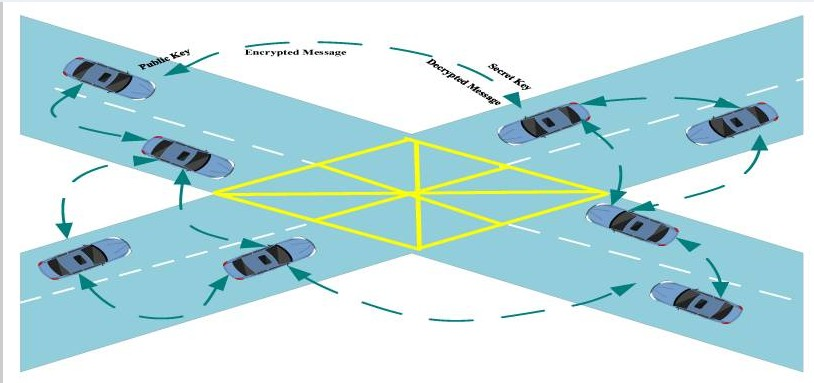 Public Key
Encrypted Message
Secret Key
Decrypted Message